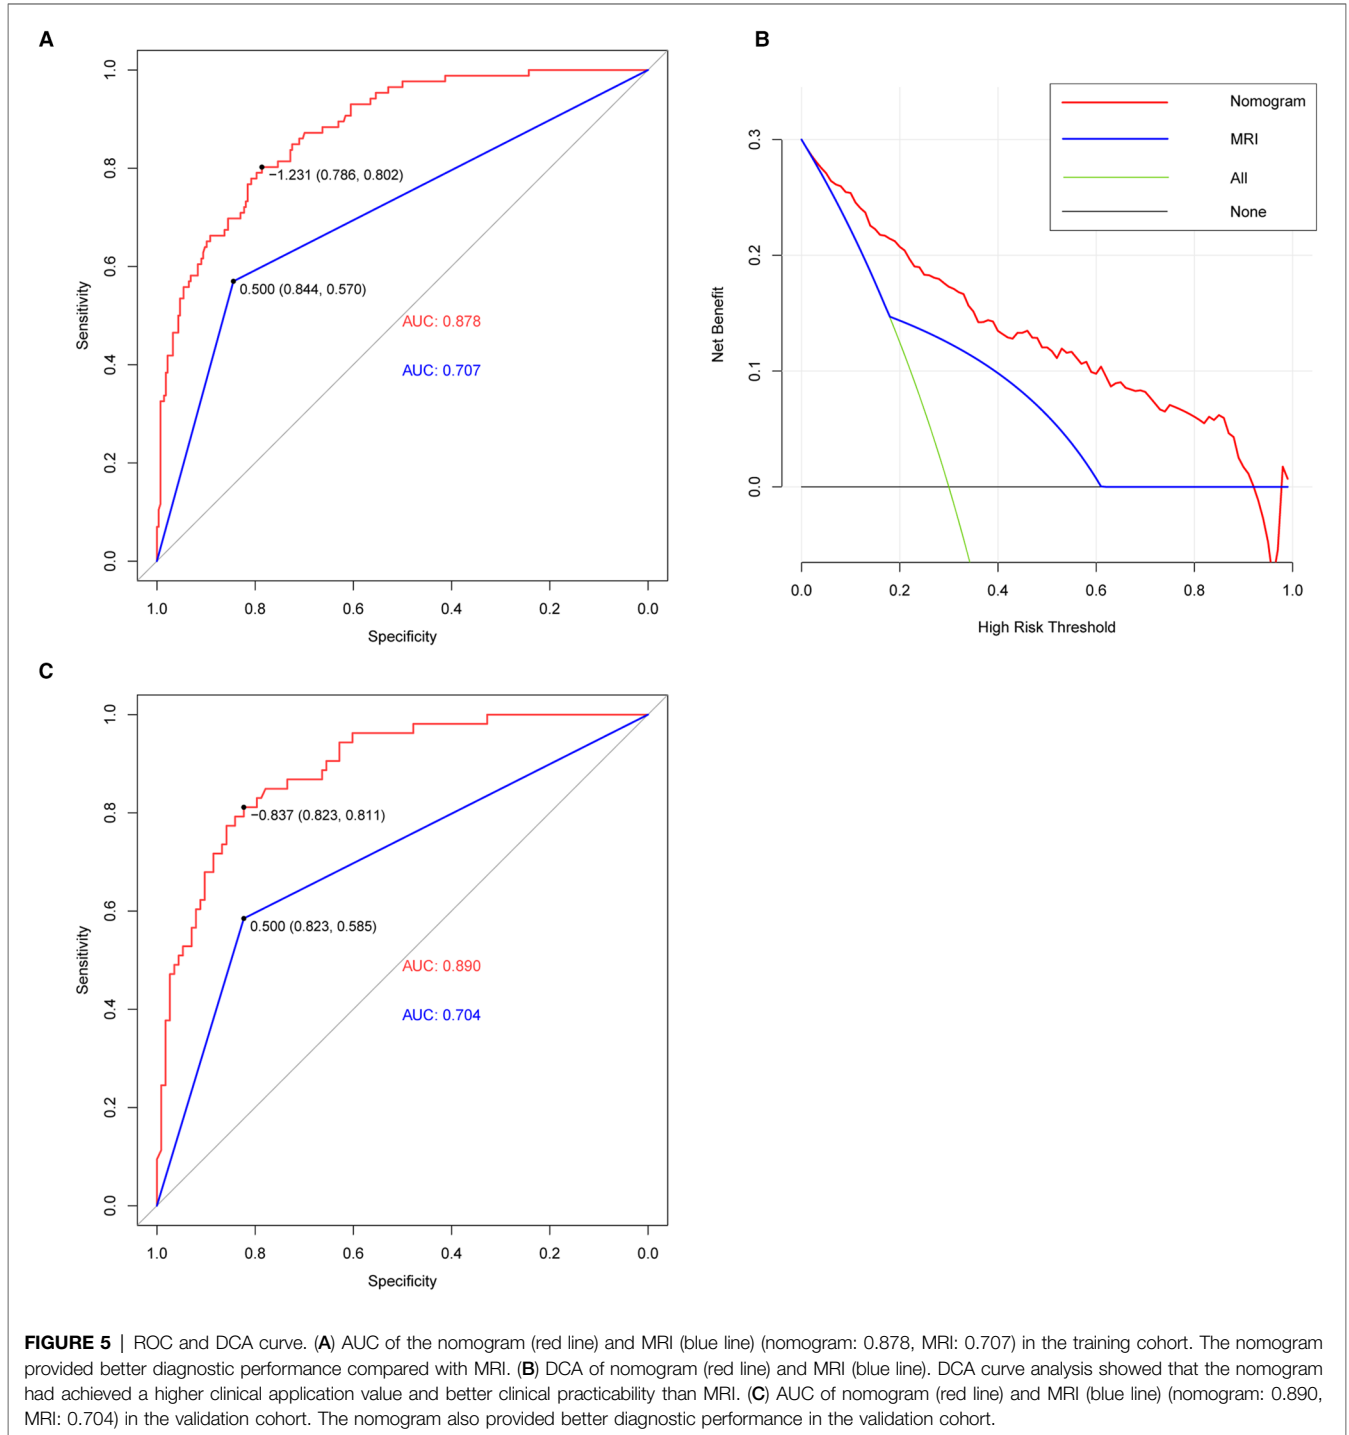 A
1.0
0.8
0.6
0.4
0.2
0.0
Sensitivity
−1.231 (0.786, 0.802)
0.500 (0.844, 0.570)
AUC: 0.878
AUC: 0.707
1.0 0.8 0.6 0.4 0.2 0.0
Specificity
B
Nomogram
MRI
All
None
0.3
0.2
0.1
0.0
Net Benefit
0.0 0.2 0.4 0.6 0.8 1.0
High Risk Threshold
C
1.0
0.8
0.6
0.4
0.2
0.0
Sensitivity
−0.837 (0.823, 0.811)
0.500 (0.823, 0.585)
AUC: 0.890
AUC: 0.704
1.0 0.8 0.6 0.4 0.2 0.0
Specificity
FIGURE 5 | ROC and DCA curve. (A) AUC of the nomogram (red line) and MRI (blue line) (nomogram: 0.878, MRI: 0.707) in the training cohort. The nomogram
provided better diagnostic performance compared with MRI. (B) DCA of nomogram (red line) and MRI (blue line). DCA curve analysis showed that the nomogram
had achieved a higher clinical application value and better clinical practicability than MRI. (C) AUC of nomogram (red line) and MRI (blue line) (nomogram: 0.890,
MRI: 0.704) in the validation cohort. The nomogram also provided better diagnostic performance in the validation cohort.